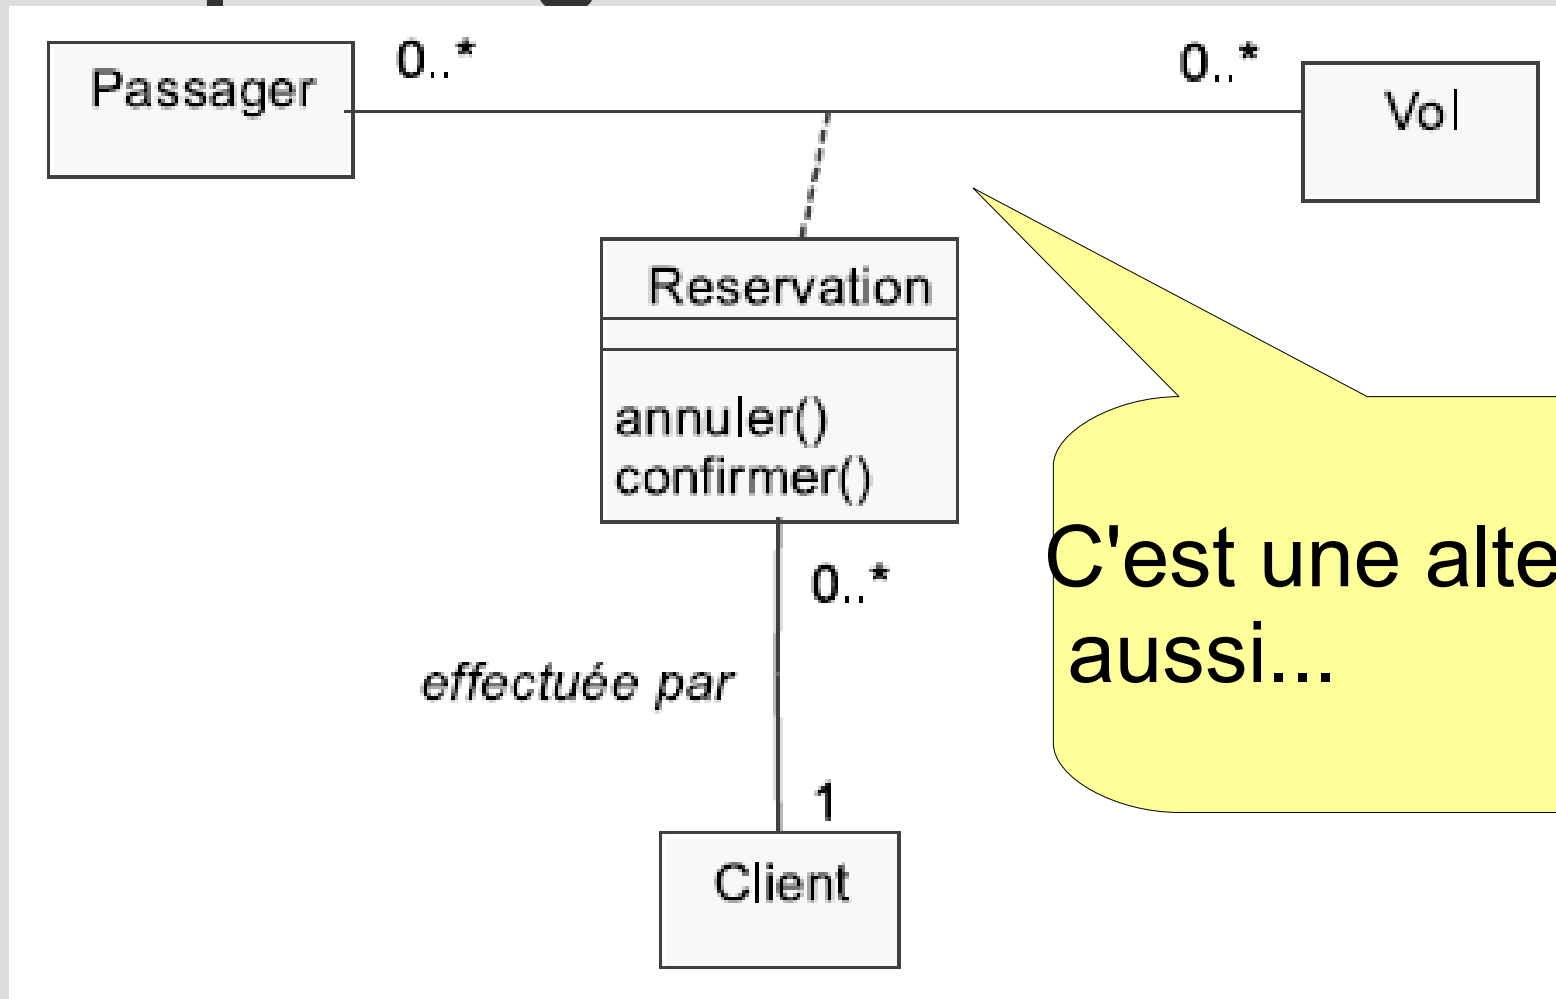 Passager
0..*
0..*
Vol
Reservation
annuler()
confirmer()
0..*
effectuée par
1
Client
C'est une alte
aussi...